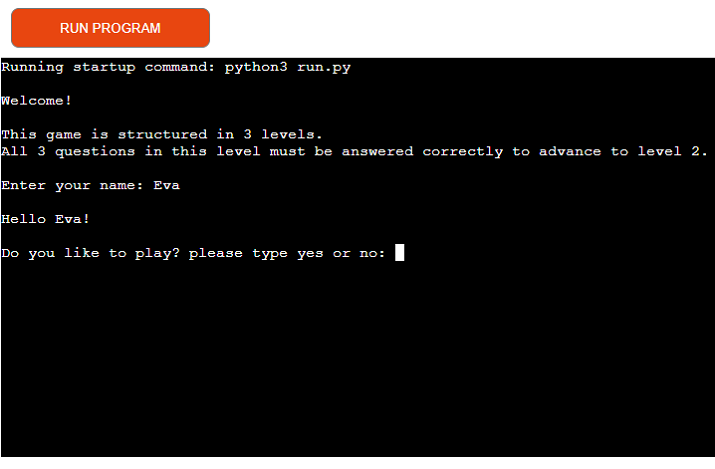 RUN PROGRAM
Running startup command: python3 run.py
Welcome!
This game is structured in 3 levels.
All 3 questions in this level must be answered correctly to advance to level 2.
Enter your name: Eva
Hello Eva!
Do you like to play? please type yes or no: